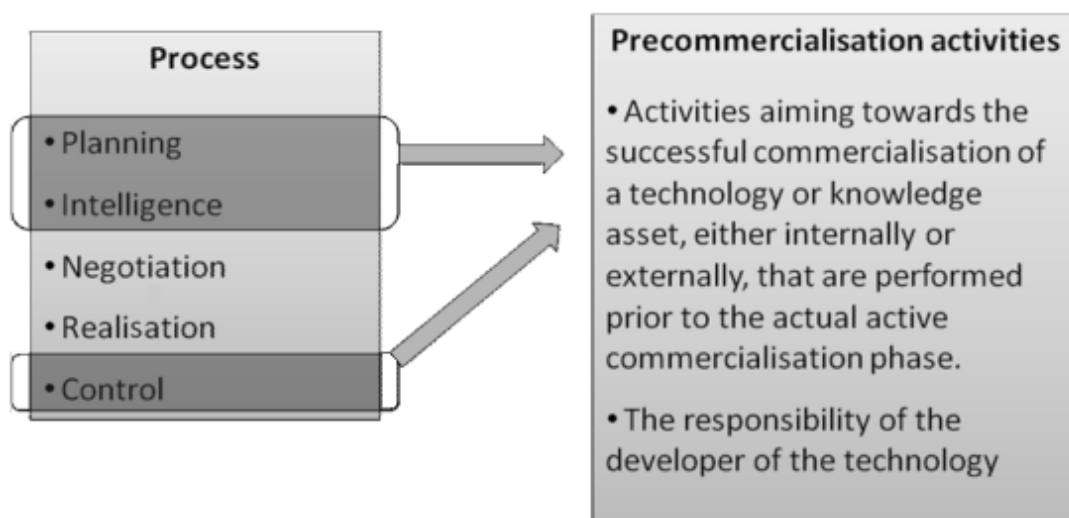 Process
• Planning
• Intelligence
• Negotiation
• Realisation
• Control
Precommercialisation activities
• Activities aiming towards the
successful commercialisation of
a technology or knowledge
asset, either internally or
externally, that are performed
prior to the actual active
commercialisation phase.
• The responsibility of the
developer of the technology